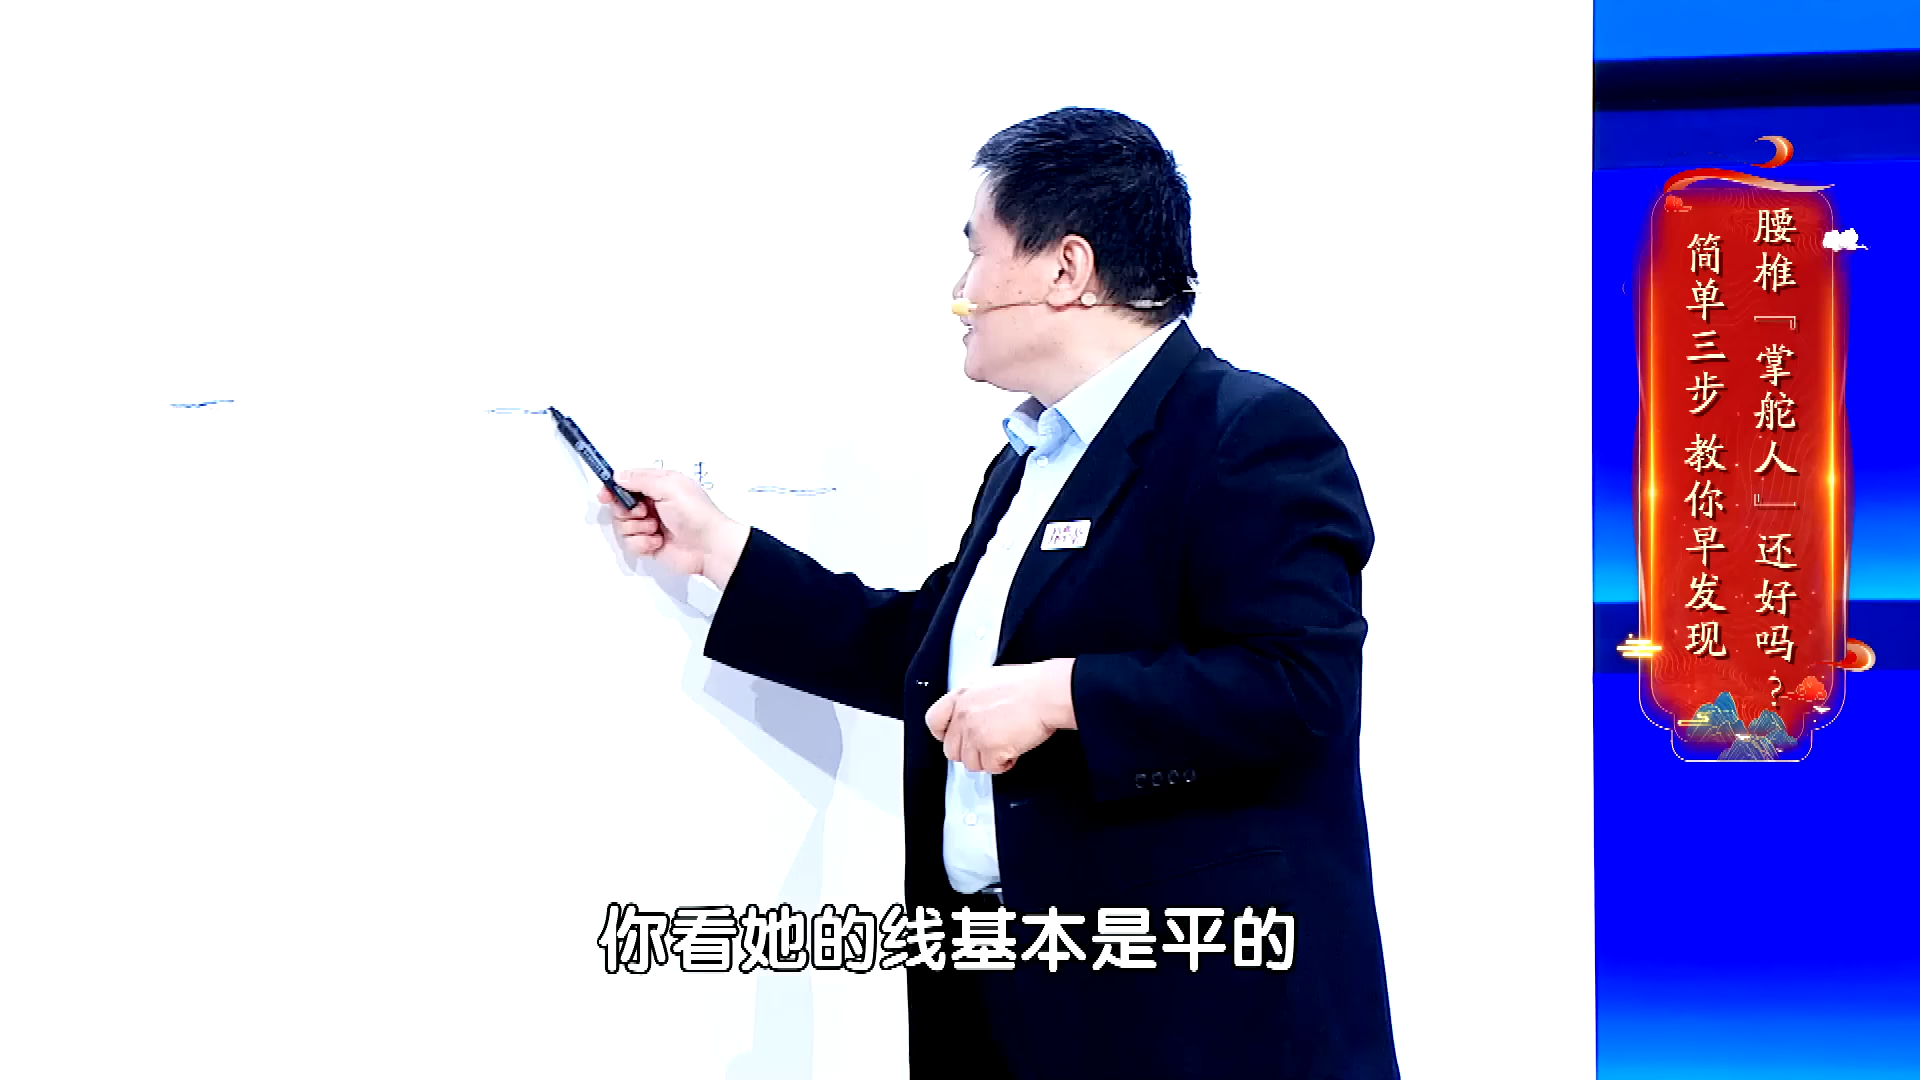 腰椎『掌舵人』还好吗?
简单三步 教你早发现
你看她的线基本是平的